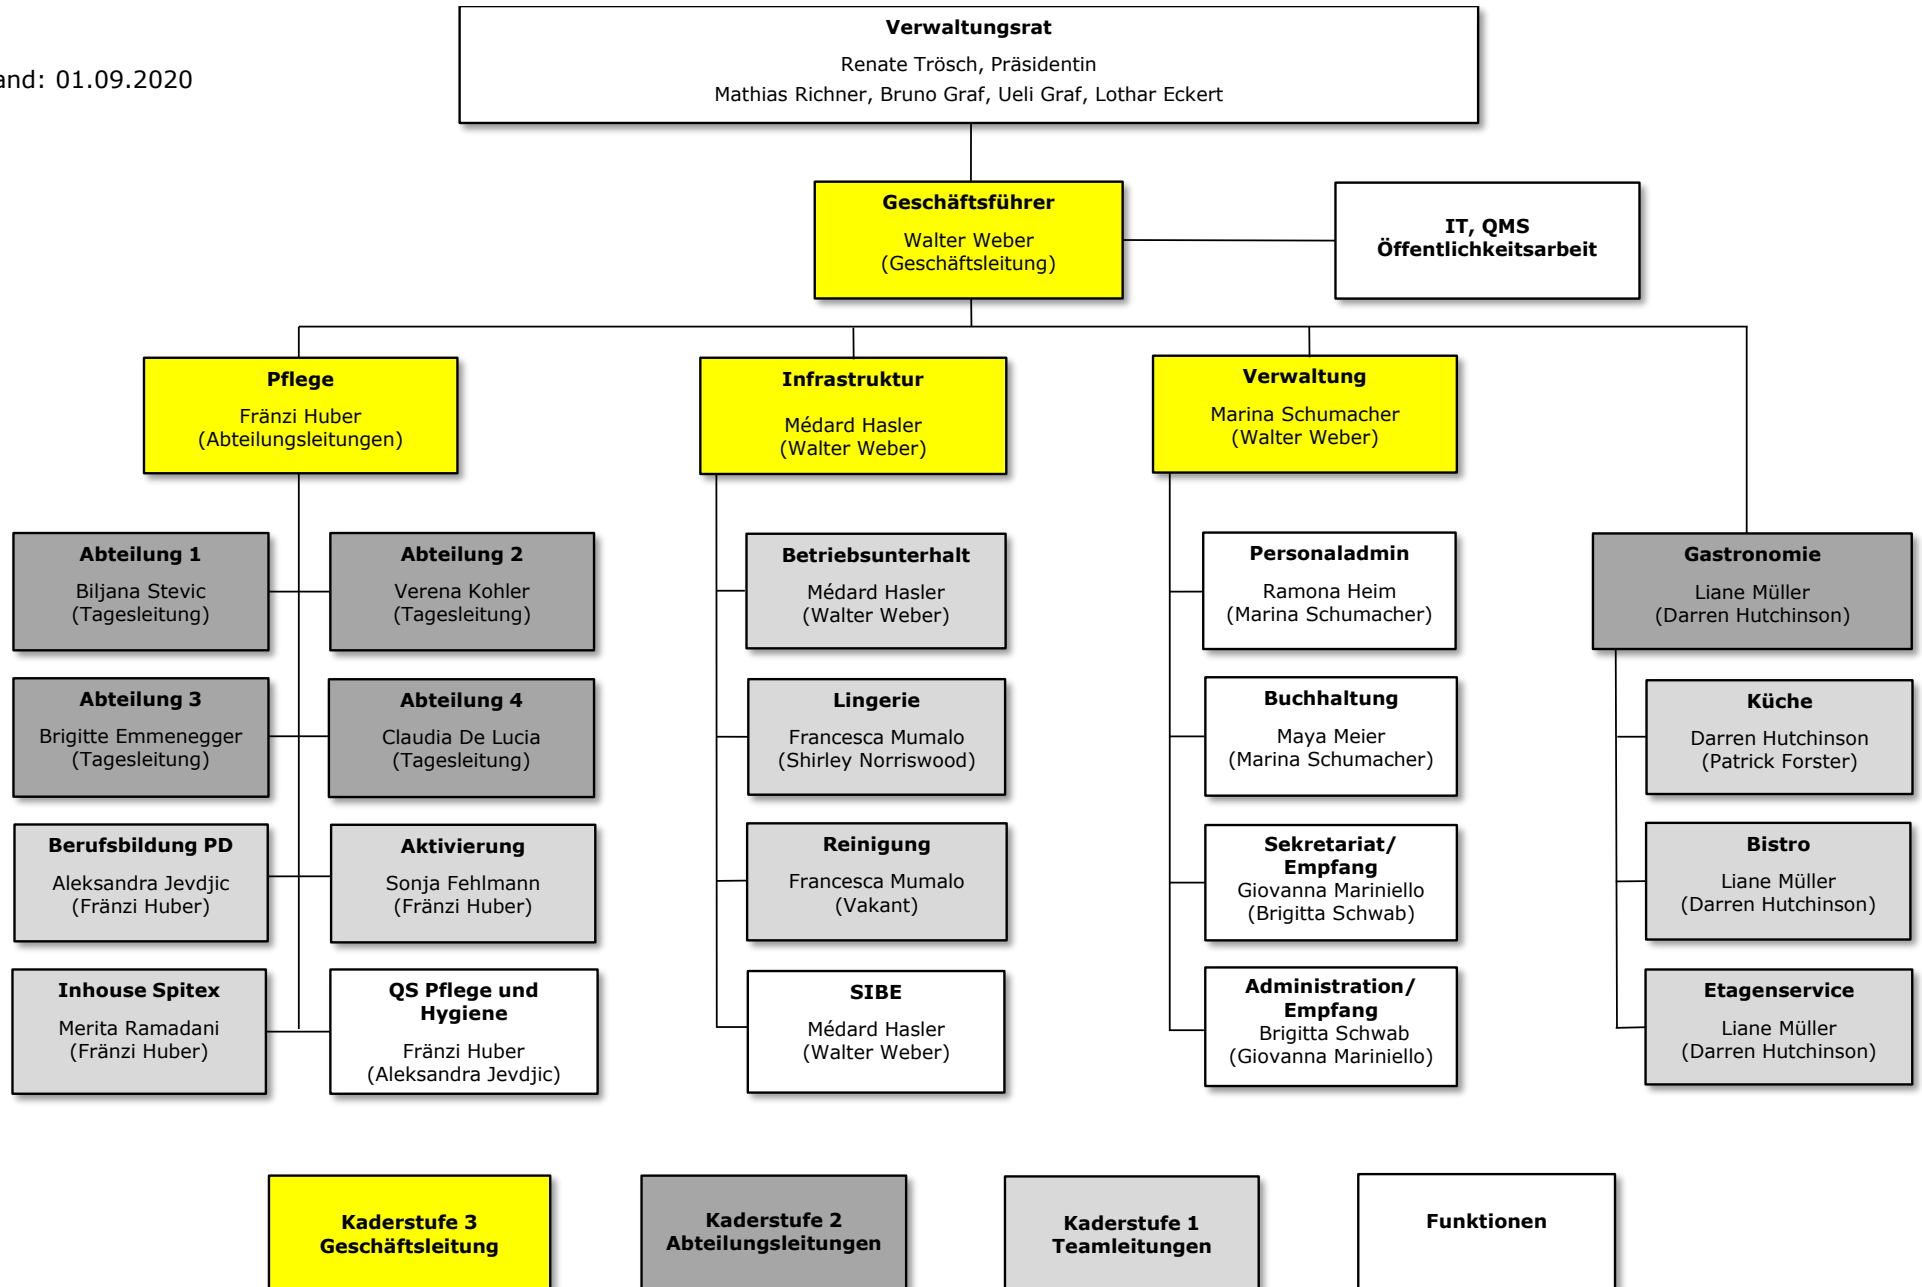 Verwaltungsrat
Renate Trösch, Präsidentin
Mathias Richner, Bruno Graf, Ueli Graf, Lothar Eckert
and: 01.09.2020
Geschäftsführer
Walter Weber
(Geschäftsleitung)
IT, QMS
Öffentlichkeitsarbeit
Pflege
Fränzi Huber
(Abteilungsleitungen)
Infrastruktur
Médard Hasler
(Walter Weber)
Verwaltung
Marina Schumacher
(Walter Weber)
Abteilung 1
Biljana Stevic
(Tagesleitung)
Abteilung 2
Verena Kohler
(Tagesleitung)
Betriebsunterhalt
Médard Hasler
(Walter Weber)
Personaladmin
Ramona Heim
(Marina Schumacher)
Gastronomie
Liane Müller
(Darren Hutchinson)
Abteilung 3
Brigitte Emmenegger
(Tagesleitung)
Abteilung 4
Claudia De Lucia
(Tagesleitung)
Lingerie
Francesca Mumalo
(Shirley Norriswood)
Buchhaltung
Maya Meier
(Marina Schumacher)
Küche
Darren Hutchinson
(Patrick Forster)
Berufsbildung PD
Aleksandra Jevdjic
(Fränzi Huber)
Aktivierung
Sonja Fehlmann
(Fränzi Huber)
Reinigung
Francesca Mumalo
(Vakant)
Sekretariat/
Empfang
Giovanna Mariniello
(Brigitta Schwab)
Bistro
Liane Müller
(Darren Hutchinson)
Inhouse Spitex
Merita Ramadani
(Fränzi Huber)
QS Pflege und
Hygiene
Fränzi Huber
(Aleksandra Jevdjic)
SIBE
Médard Hasler
(Walter Weber)
Administration/
Empfang
Brigitta Schwab
(Giovanna Mariniello)
Etagenservice
Liane Müller
(Darren Hutchinson)
Kaderstufe 3
Geschäftsleitung
Kaderstufe 2
Abteilungsleitungen
Kaderstufe 1
Teamleitungen
Funktionen